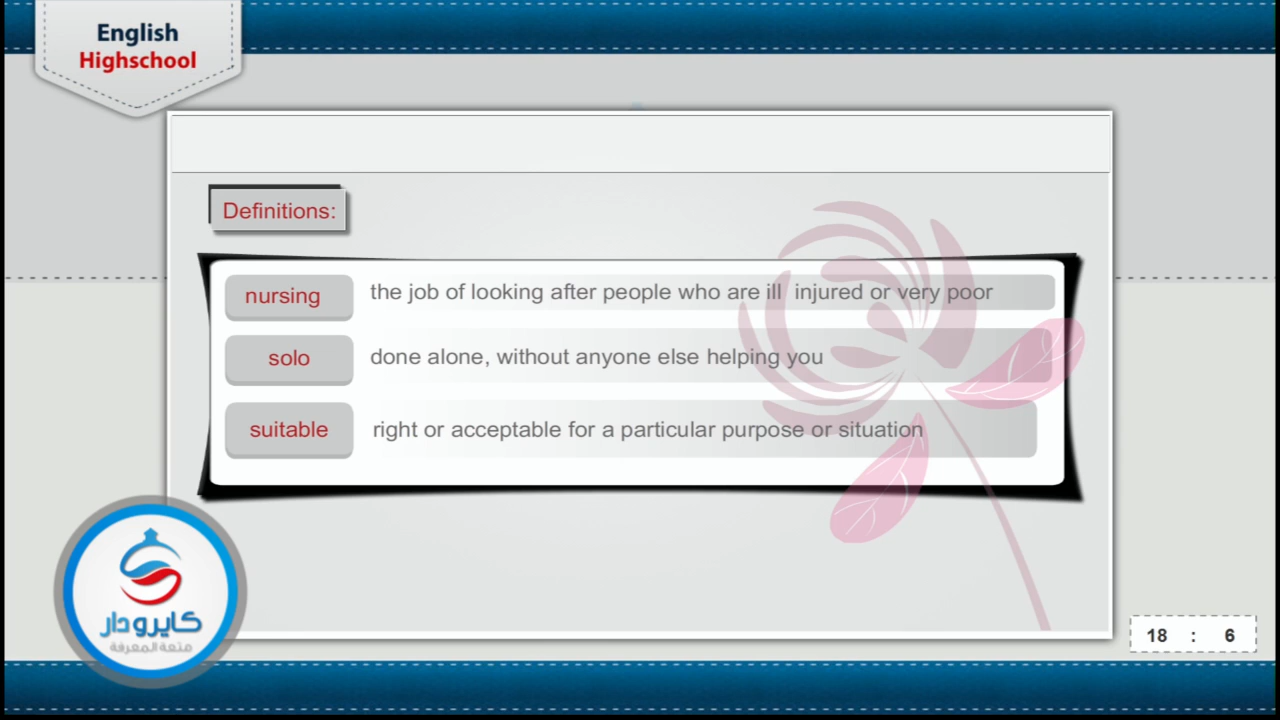 English
Highschool
Definitions:
nursing the job of looking after people who are ill injured or very poor
solo done alone, without anyone else helping you
suitable right or acceptable for a particular purpose or situation
كايرودار
متعة المعرفة
18 : 6